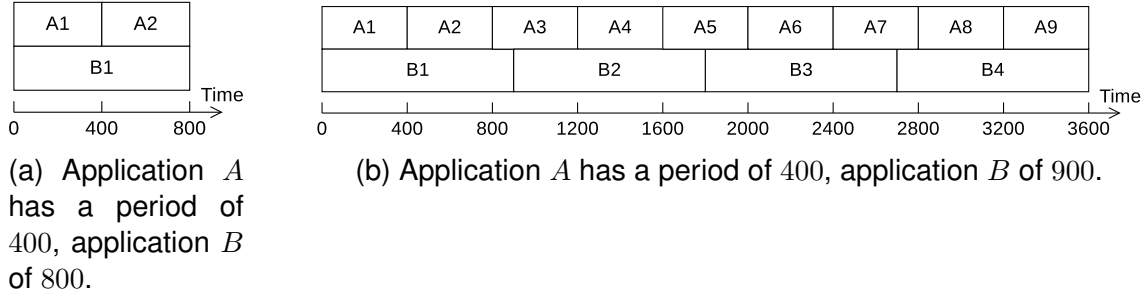 A1 A2
B1
Time
0 400 800
(a) Application A
has a period of
400, application B
of 800.
A1 A2 A3 A4 A5 A6 A7 A8 A9
B1 B2 B3 B4
Time
0 400 800 1200 1600 2000 2400 2800 3200 3600
(b) Application A has a period of 400, application B of 900.